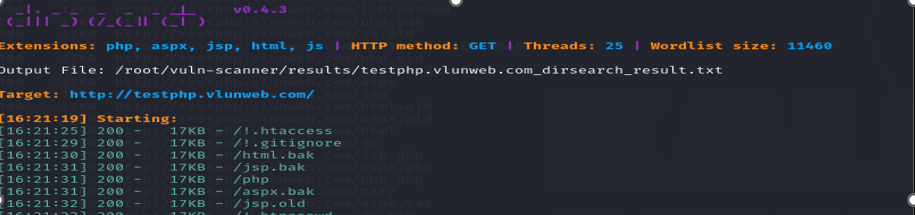 v0.4.3
Extensions: php, aspx, jsp, html, js | HTTP method: GET | Threads: 25 | Wordlist size: 11460
Output File: /root/vuln-scanner/results/testphp.vlunweb.com_dirsearch_result.txt
Target: http://testphp.vlunweb.com/
[16:21:19] Starting:
[16:21:25] 200 - 17KB - /!.htaccess
[16:21:29] 200 - 17KB - /!.gitignore
[16:21:30] 200 - 17KB - /html.bak
[16:21:31] 200 - 17KB - /jsp.bak
[16:21:31] 200 - 17KB - /php
[16:21:31] 200 - 17KB - /aspx.bak
[16:21:32] 200 - 17KB - /jsp.old